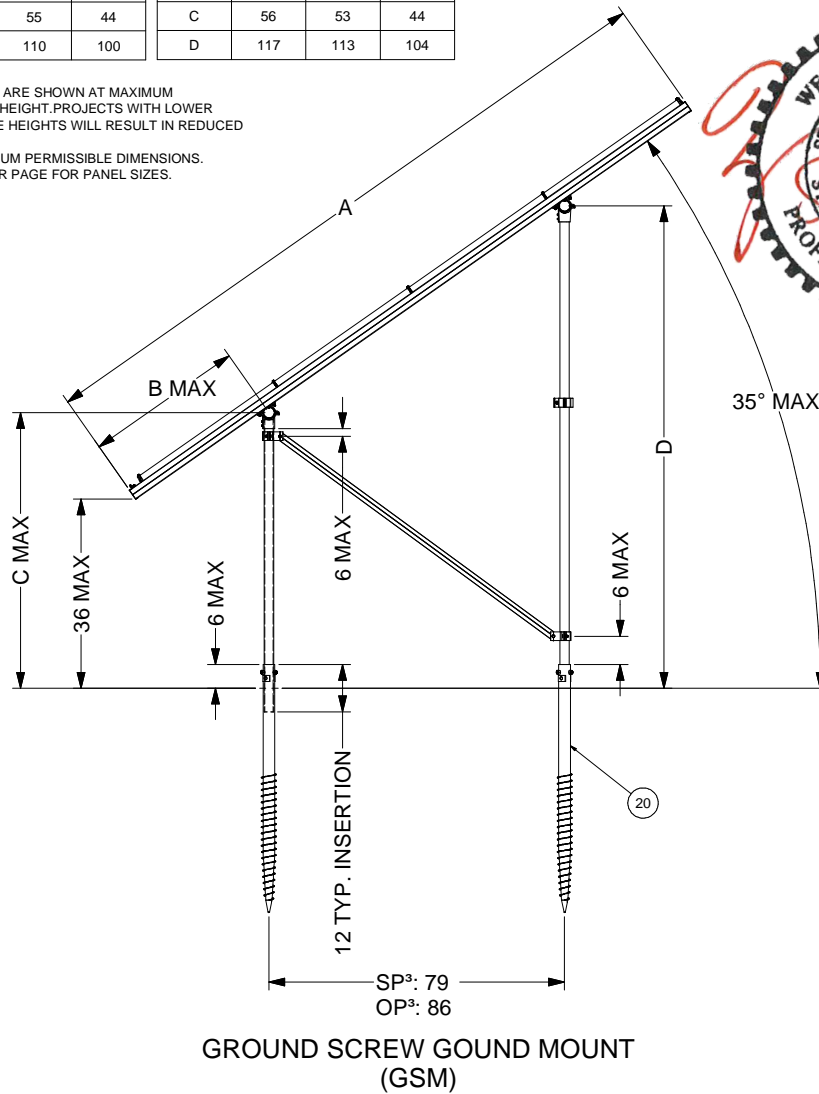 55 44
110 100
C 56 53 44
D 117 113 104
ARE SHOWN AT MAXIMUM
HEIGHT.PROJECTS WITH LOWER
E HEIGHTS WILL RESULT IN REDUCED
UM PERMISSIBLE DIMENSIONS.
R PAGE FOR PANEL SIZES.
A
B MAX
35° MAX
D
C MAX
36 MAX
6 MAX
6 MAX
6 MAX
12 TYP. INSERTION
20
SP³: 79
OP³: 86
GROUND SCREW GOUND MOUNT
(GSM)